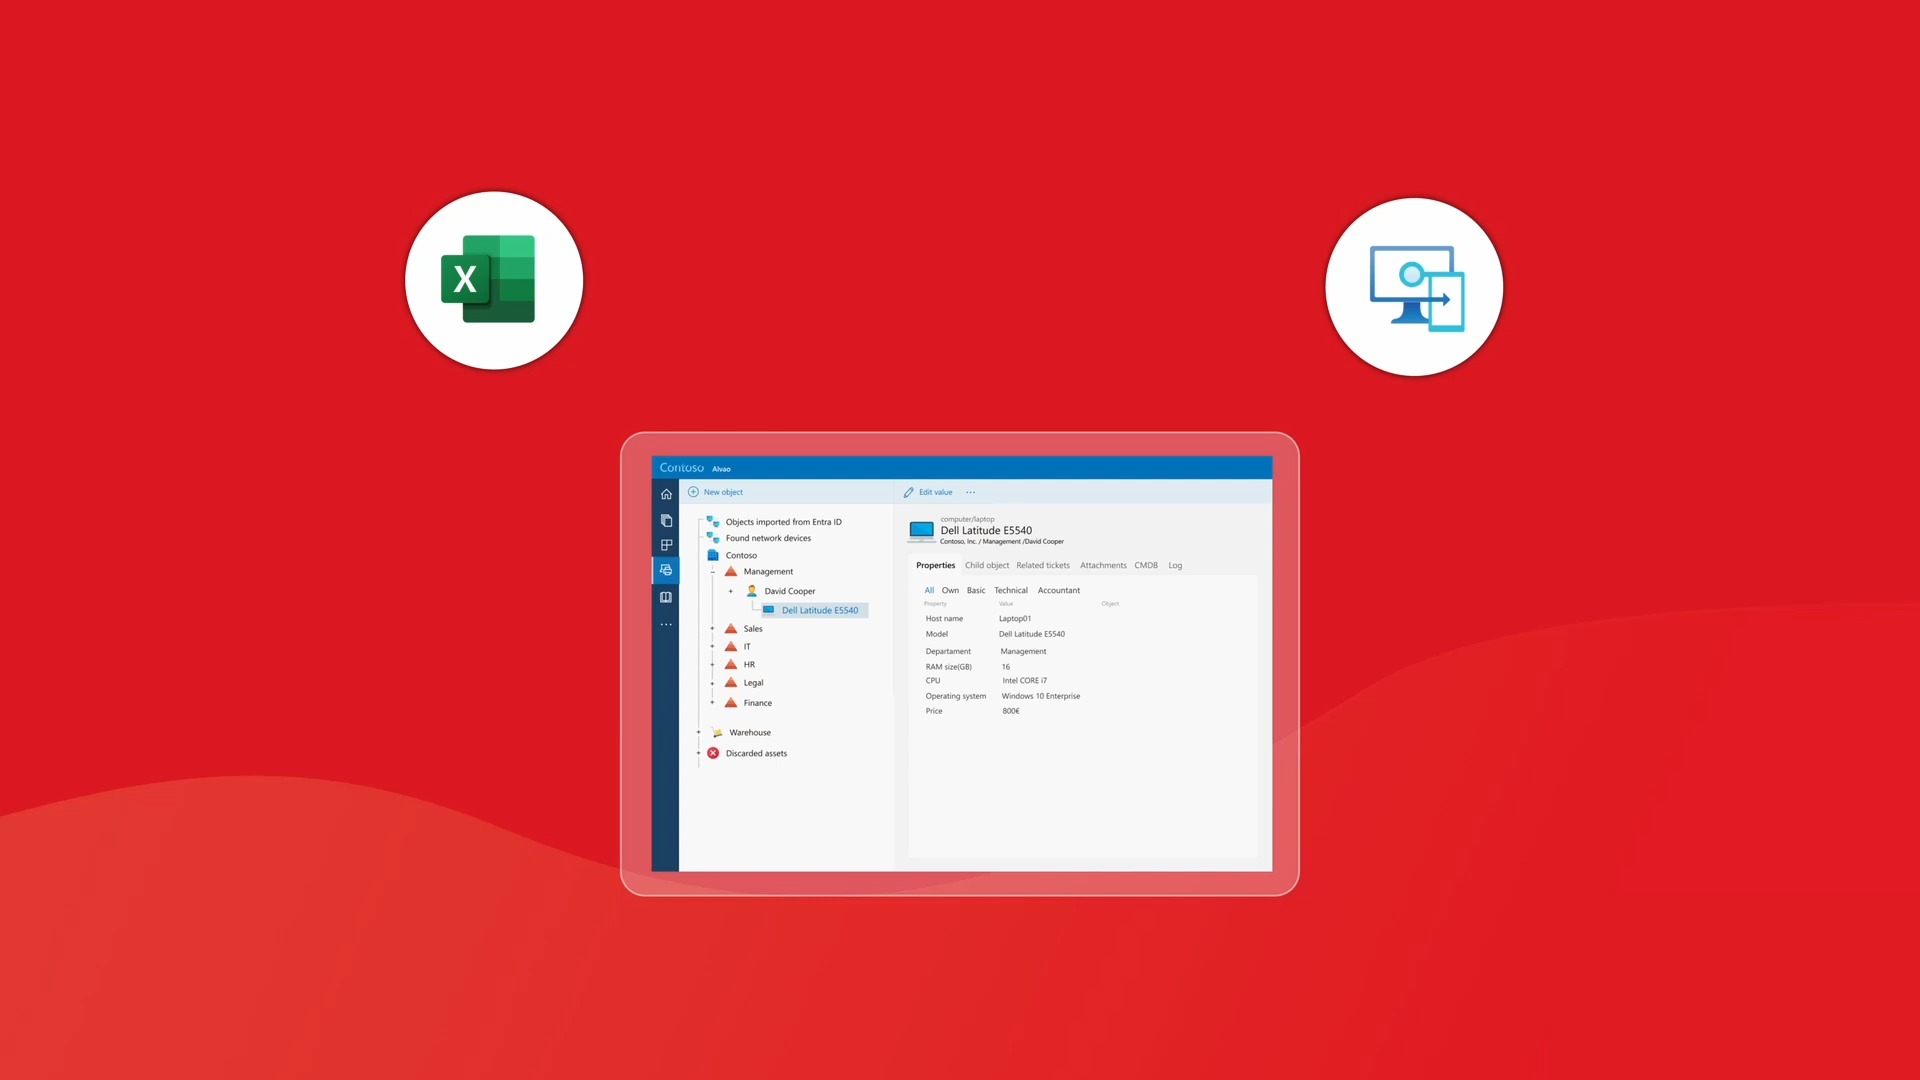 X
Contoso Alvao
New object
Edit value ...
Objects imported from Entra ID
Found network devices
Contoso
Management
David Cooper
Dell Latitude E5540
Sales
IT
HR
Legal
Finance
Warehouse
Discarded assets
computer/laptop
Dell Latitude E5540
Contoso, Inc. / Management /David Cooper
Properties Child object Related tickets Attachments CMDB Log
All Own Basic Technical Accountant
Property Value Object
Host name Laptop01
Model Dell Latitude E5540
Departament Management
RAM size(GB) 16
CPU Intel CORE i7
Operating system Windows 10 Enterprise
Price 800€